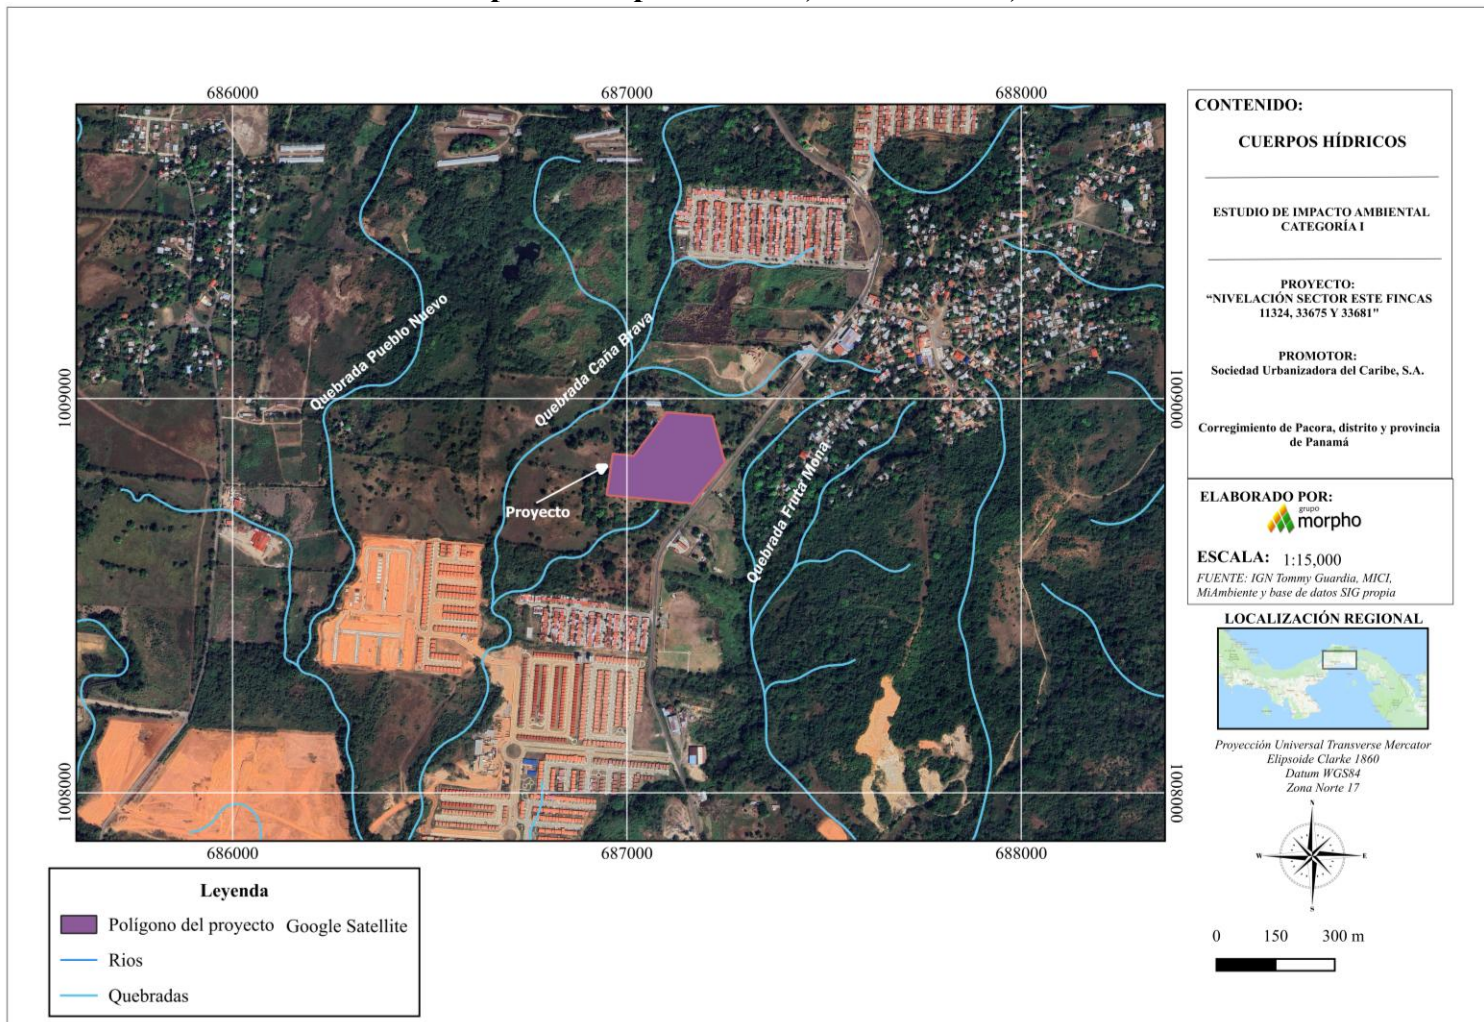 686000
687000
688000
1009000
1009000
1008000
1008000
686000
687000
688000
Quebrada Pueblo Nuevo
Quebrada Caña Brava
Quebrada Fruta Mona
Proyecto
CONTENIDO:
CUERPOS HÍDRICOS
ESTUDIO DE IMPACTO AMBIENTAL
CATEGORÍA I
PROYECTO:
“NIVELACIÓN SECTOR ESTE FINCAS
11324, 33675 Y 33681”
PROMOTOR:
Sociedad Urbanizadora del Caribe, S.A.
Corregimiento de Pacora, distrito y provincia
de Panamá
ELABORADO POR:
grupo
morpho
ESCALA: 1:15,000
FUENTE: IGN Tommy Guardia, MICI,
MiAmbiente y base de datos SIG propia
LOCALIZACIÓN REGIONAL
Proyección Universal Transverse Mercator
Elipsoide Clarke 1860
Datum WGS84
Zona Norte 17
N
W
E
S
0 150 300 m
Leyenda
Polígono del proyecto Google Satellite
Rios
Quebradas